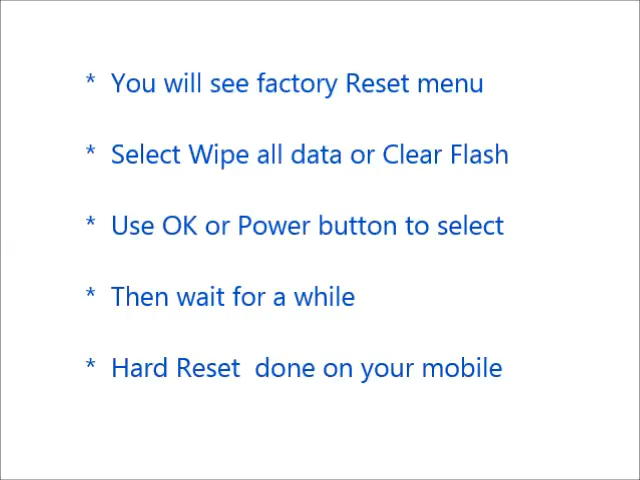 * You will see factory Reset menu
* Select Wipe all data or Clear Flash
* Use OK or Power button to select
* Then wait for a while
* Hard Reset  done on your mobile